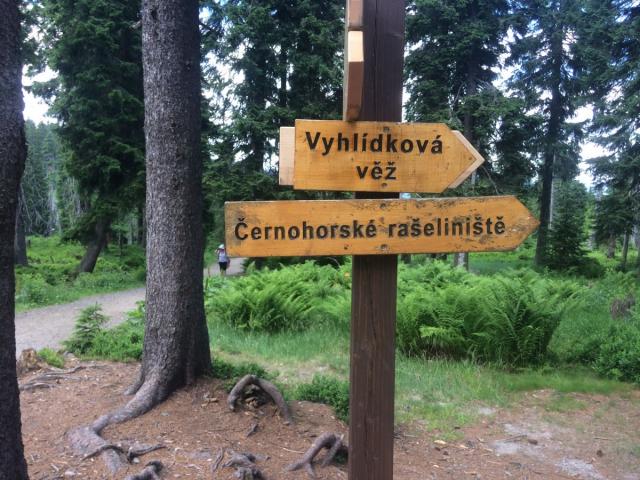 Vyhlídková
věž
Černohorské rašeliniště